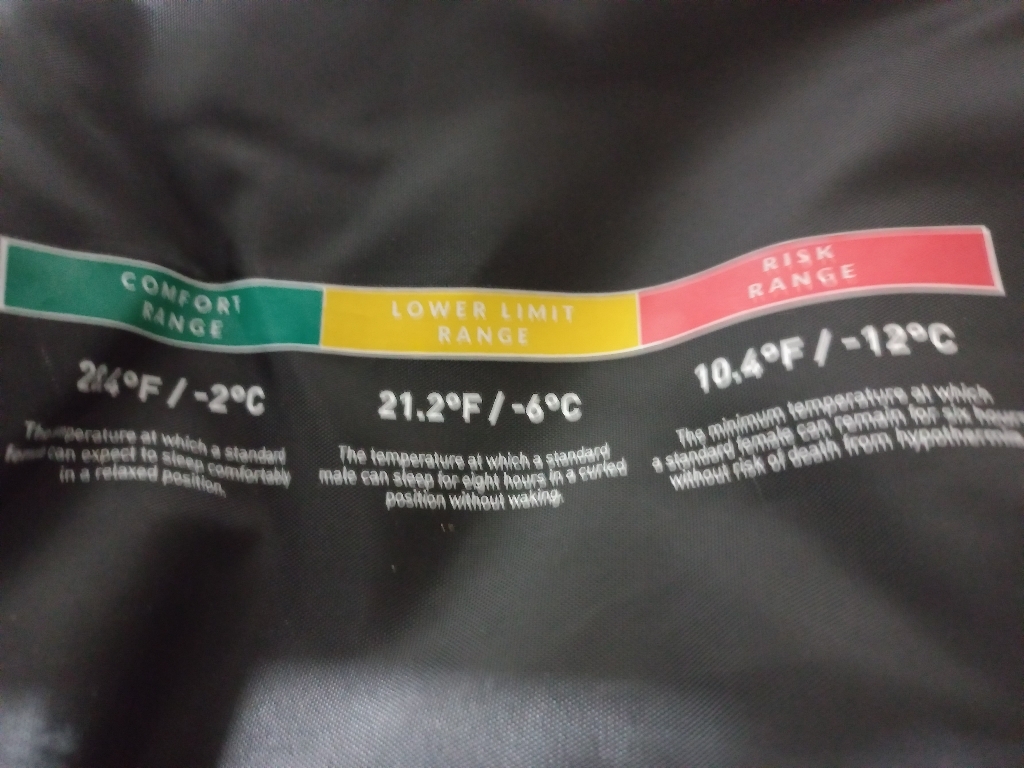 COMFORT
RANGE
LOWER LIMIT
RANGE
RISK
RANGE
-2°C
21.2°F / -6°C
10.4°F / -12°C
at which a standard
can expect to sleep comfortably
in a relaxed position.
The temperature at which a standard
male can sleep for eight hours in a curled
position without waking.
The minimum temperature at which
a standard female can remain for six hours
without risk of death from hypothermia